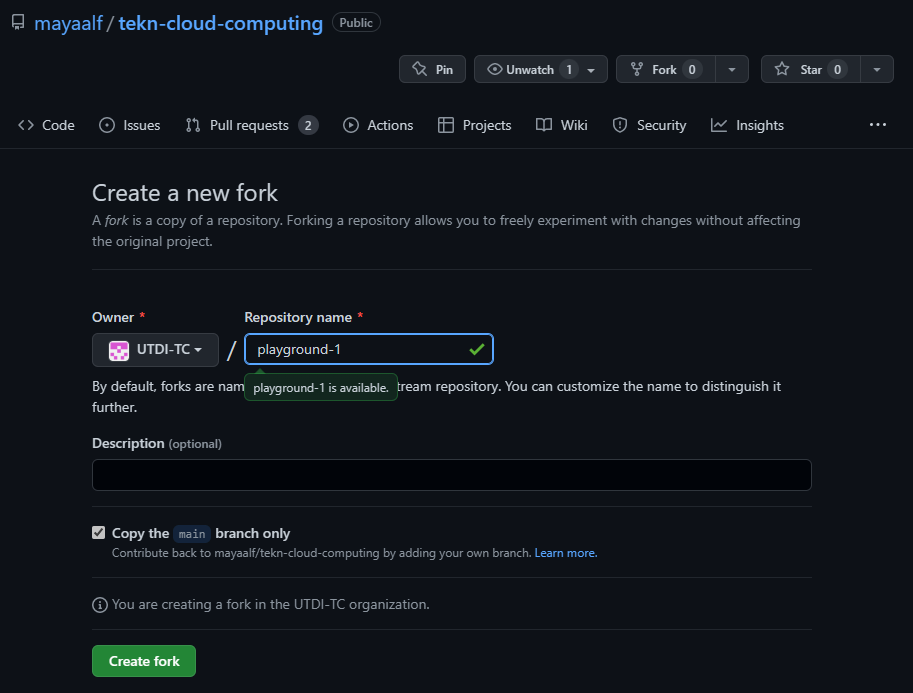 mayaalf / tekn-cloud-computing Public
Pin Unwatch 1 Fork 0 Star 0
Code Issues Pull requests 2 Actions Projects Wiki Security Insights ...
Create a new fork
A fork is a copy of a repository. Forking a repository allows you to freely experiment with changes without affecting
the original project.
Owner * Repository name *
UTDI-TC / playground-1
By default, forks are nam tream repository. You can customize the name to distinguish it
playground-1 is available.
further.
Description (optional)
Copy the main branch only
Contribute back to mayaalf/tekn-cloud-computing by adding your own branch. Learn more.
You are creating a fork in the UTDI-TC organization.
Create fork